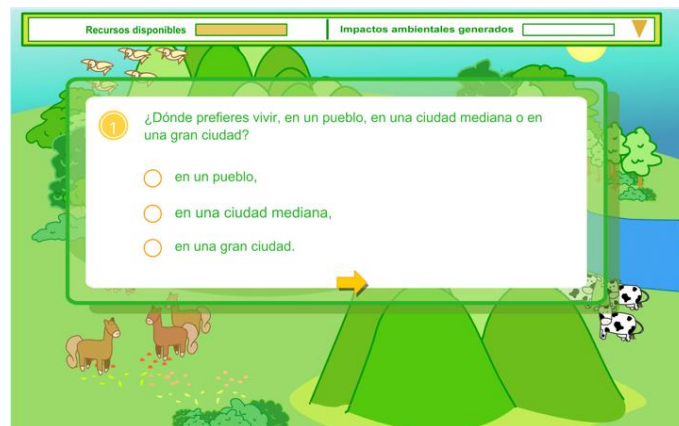 Recursos disponibles
Impactos ambientales generados
1
¿Dónde prefieres vivir, en un pueblo, en una ciudad mediana o en
una gran ciudad?
en un pueblo,
en una ciudad mediana,
en una gran ciudad.